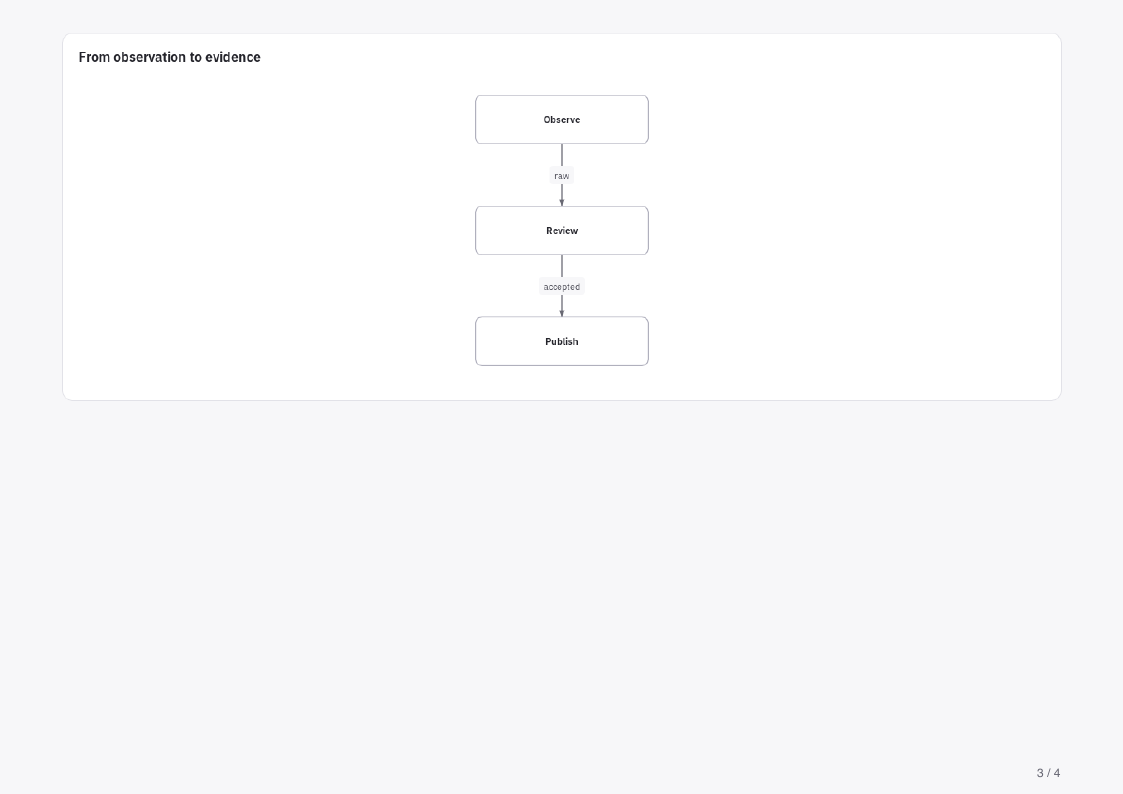 From observation to evidence
Observe
raw
Review
accepted
Publish
3 / 4